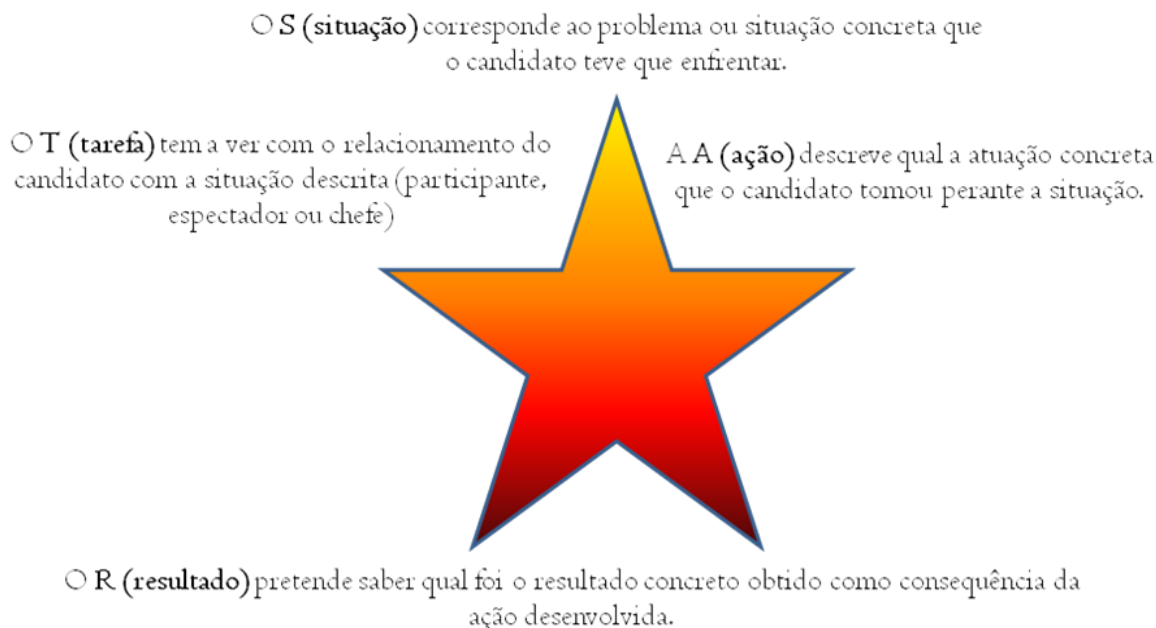 O S (situação) corresponde ao problema ou situação concreta que
o candidato teve que enfrentar.
O T (tarefa) tem a ver com o relacionamento do
candidato com a situação descrita (participante,
espectador ou chefe)
A A (ação) descreve qual a atuação concreta
que o candidato tomou perante a situação.
O R (resultado) pretende saber qual foi o resultado concreto obtido como consequência da
ação desenvolvida.